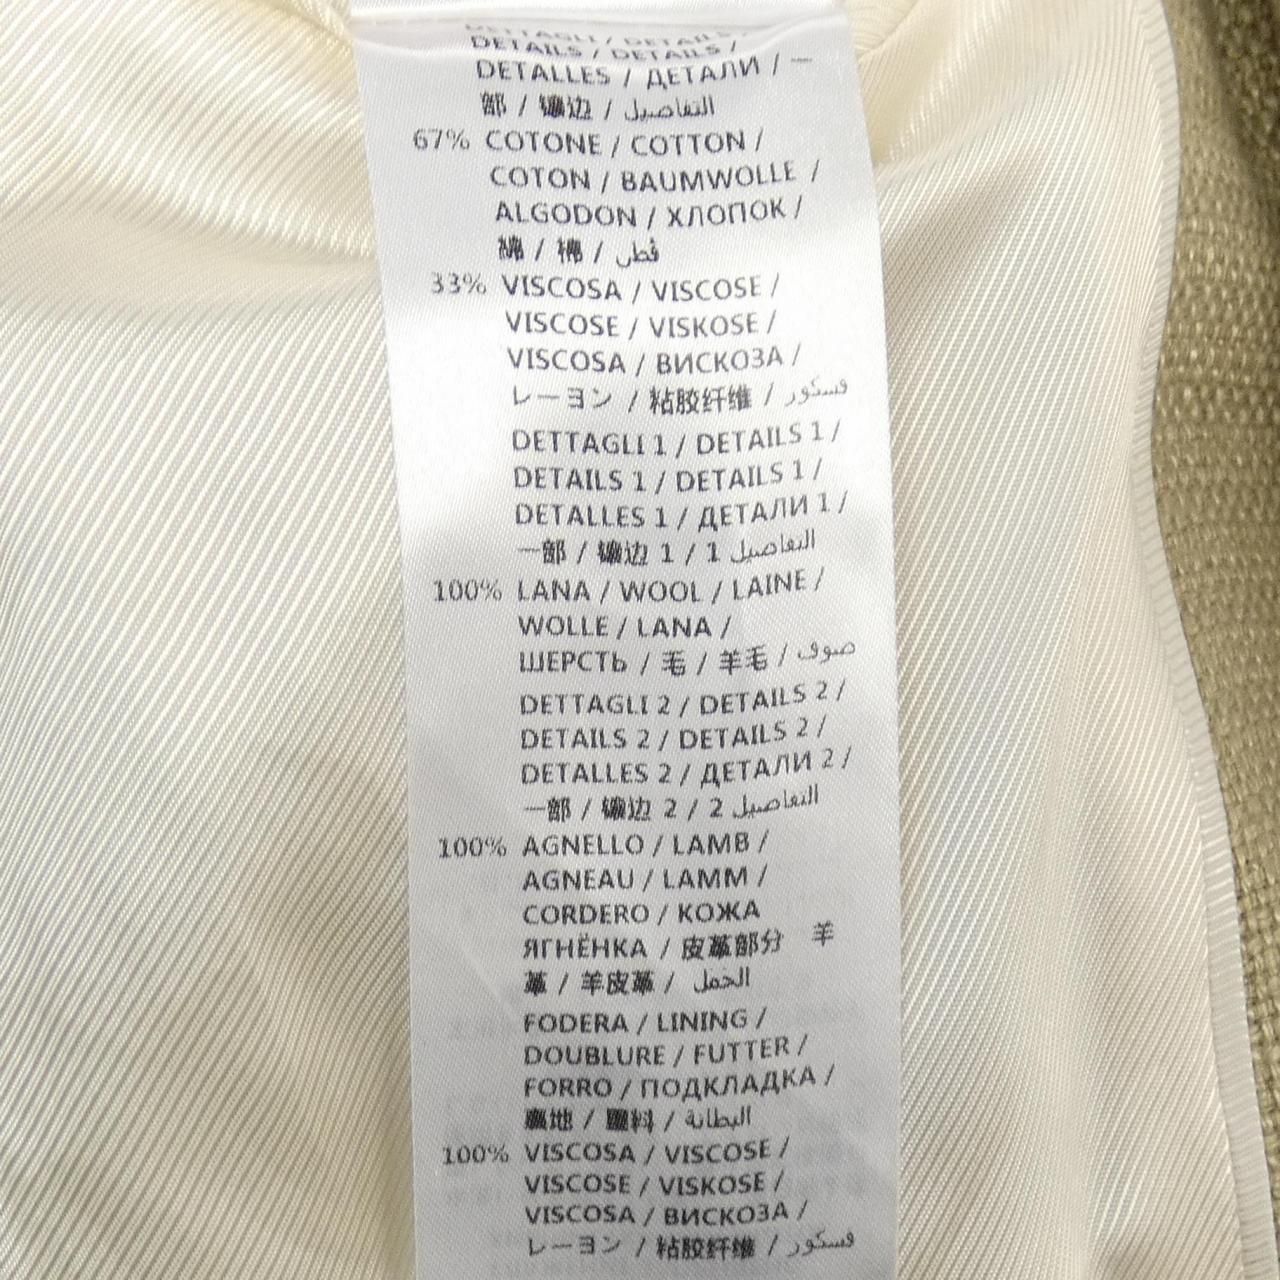 DETTAGLI / DETAILS /
DETAILS / DETAILS /
DETALLES / ДЕТАЛИ / 一
部 / 镶边 / التفاصيل
67% COTONE / COTTON /
COTON / BAUMWOLLE /
ALGODON / ХЛОПОК /
綿 / 棉 / قطن
33% VISCOSA / VISCOSE /
VISCOSE / VISKOSE /
VISCOSA / ВИСКОЗА /
レーヨン / 粘胶纤维 / فسكوز
DETTAGLI 1 / DETAILS 1 /
DETAILS 1 / DETAILS 1 /
DETALLES 1 / ДЕТАЛИ 1 /
一部 / 镶边 1 / 1 التفاصيل
100% LANA / WOOL / LAINE /
WOLLE / LANA /
ШЕРСТЬ / 毛 / 羊毛 / صوف
DETTAGLI 2 / DETAILS 2 /
DETAILS 2 / DETAILS 2 /
DETALLES 2 / ДЕТАЛИ 2 /
一部 / 镶边 2 / 2 التفاصيل
100% AGNELLO / LAMB /
AGNEAU / LAMM /
CORDERO / КОЖА
ЯГНЁНКА / 皮革部分 羊
革 / 羊皮革 / الحمل
FODERA / LINING /
DOUBLURE / FUTTER /
FORRO / ПОДКЛАДКА /
裏地 / 里料 / البطانة
100% VISCOSA / VISCOSE /
VISCOSE / VISKOSE /
VISCOSA / ВИСКОЗА /
レーヨン / 粘胶纤维 / فسكوز